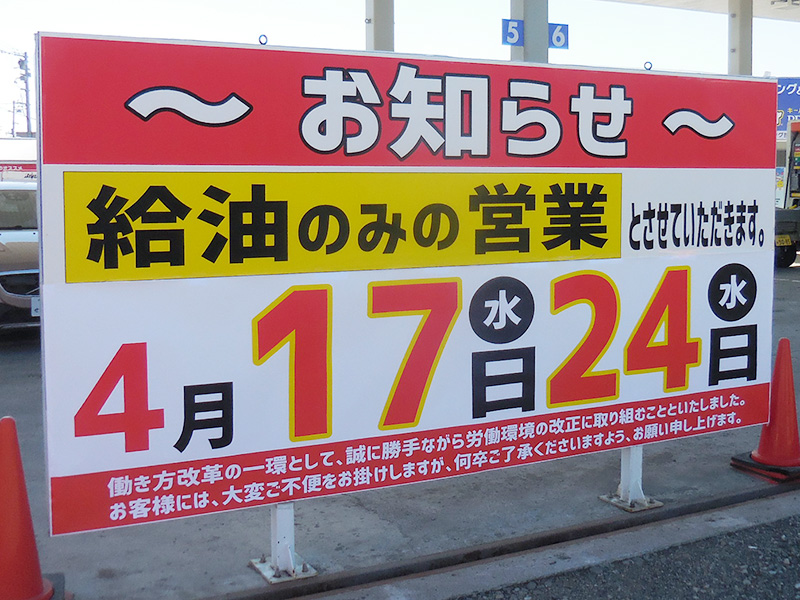 5 6
～ お知らせ ～
給油のみの営業とさせていただきます。
4月17日㊌24日㊌
働き方改革の一環として、誠に勝手ながら労働環境の改正に取り組むことといたしました。
お客様には、大変ご不便をお掛けしますが、何卒ご了承くださいますよう、お願い申し上げます。